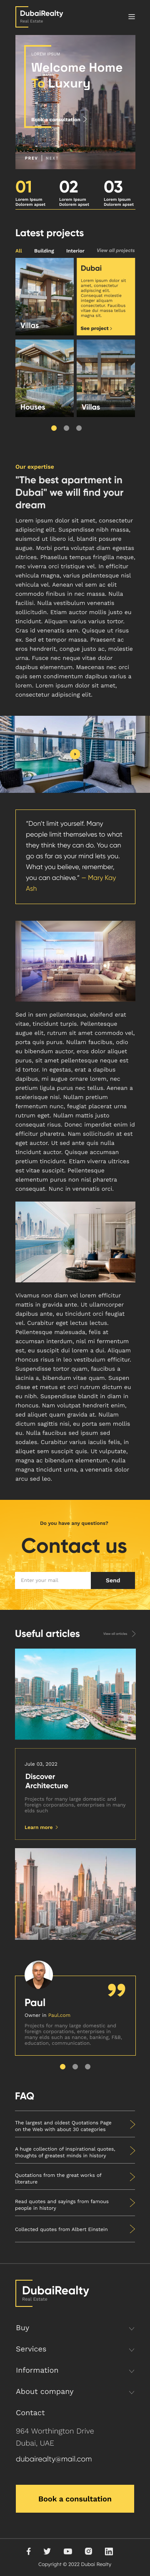 DubaiRealty
Real Estate
LOREM IPSUM
Welcome Home
to Luxury
Book a consultation
PREV | NEXT
01 02 03
Lorem Ipsum Lorem Ipsum Lorem Ipsum
Dolorem apset Dolorem apset Dolorem apset
Latest projects
All Building Interior View all projects
Villas
Dubai
Lorem ipsum dolor sit
amet, consectetur
adipiscing elit.
Consequat molestie
integer aliquam
consectetur. Faucibus
vitae dui massa tellus
magna sit.
See project
Houses
Villas
Our expertise
"The best apartment in
Dubai" we will find your
dream
Lorem ipsum dolor sit amet, consectetur
adipiscing elit. Suspendisse nibh massa,
euismod ut libero id, blandit posuere
augue. Morbi porta volutpat diam egestas
ultrices. Phasellus tempus fringilla neque,
nec viverra orci tristique vel. In efficitur
vehicula magna, varius pellentesque nisl
vehicula vel. Aenean vel sem at elit
commodo finibus in nec massa. Nulla
facilisi. Nulla vestibulum venenatis
sollicitudin. Etiam auctor mollis justo eu
tincidunt. Aliquam varius varius tortor.
Cras id venenatis sem. Quisque ut risus
ex. Sed et tempor massa. Praesent ac
eros hendrerit, congue justo ac, molestie
urna. Fusce nec neque vitae dolor
dapibus elementum. Maecenas nec orci
quis sem condimentum dapibus varius a
lorem. Lorem ipsum dolor sit amet,
consectetur adipiscing elit.
"Don't limit yourself. Many
people limit themselves to what
they think they can do. You can
go as far as your mind lets you.
What you believe, remember,
you can achieve." – Mary Kay
Ash
Sed in sem pellentesque, eleifend erat
vitae, tincidunt turpis. Pellentesque
augue elit, rutrum sit amet commodo vel,
porta quis purus. Nullam faucibus, odio
eu bibendum auctor, eros dolor aliquet
purus, sit amet pellentesque neque est
id tortor. In egestas, erat a dapibus
dapibus, mi augue ornare lorem, nec
pretium ligula purus nec tellus. Aenean a
scelerisque nisi. Nullam pretium
fermentum nunc, feugiat placerat urna
rutrum eget. Nullam mattis justo
consequat risus. Donec imperdiet enim id
efficitur pharetra. Nam sollicitudin at est
eget auctor. Ut sed ante quis nulla
tincidunt auctor. Quisque accumsan
pretium tincidunt. Etiam viverra ultrices
est vitae suscipit. Pellentesque
elementum purus non nisl pharetra
consequat. Nunc in venenatis orci.
Vivamus non diam vel lorem efficitur
mattis in gravida ante. Ut ullamcorper
dapibus ante, eu tincidunt orci feugiat
vel. Curabitur eget lectus luctus.
Pellentesque malesuada, felis at
accumsan interdum, nisl mi fermentum
est, eu suscipit dui lorem a dui. Aliquam
rhoncus risus in leo vestibulum efficitur.
Suspendisse tortor quam, faucibus in
lacinia a, bibendum vitae quam. Suspen
disse et metus et orci rutrum dictum eu
eu nibh. Suspendisse blandit in diam in
rhoncus. Nam volutpat hendrerit enim,
sed aliquet quam gravida at. Nullam
dictum sagittis nisi, eu porta sem mollis
eu. Nulla faucibus sed ipsum sed
sodales. Curabitur varius iaculis felis, in
aliquet sem suscipit quis. Ut vulputate,
magna ac bibendum elementum, nulla
magna tincidunt urna, a venenatis dolor
arcu sed leo.
Do you have any questions?
Contact us
Enter your mail
Send
Useful articles
View all articles
Jule 02, 2022
Discover
Architecture
Projects for many large domestic and
foreign corporations, enterprises in many
elds such
Learn more
Paul
Owner in Paul.com
Projects for many large domestic and
foreign corporations, enterprises in
many elds such as nance, banking, F&B,
education, communication.
FAQ
The largest and oldest Quotations Page
on the Web with about 30 categories
A huge collection of inspirational quotes,
thoughts of greatest minds in history
Quotations from the great works of
literature
Read quotes and sayings from famous
people in history
Collected quotes from Albert Einstein
DubaiRealty
Real Estate
Buy
Services
Information
About company
Contact
964 Worthington Drive
Dubai, UAE
dubairealty@mail.com
Book a consultation
Copyright © 2022 Dubai Realty